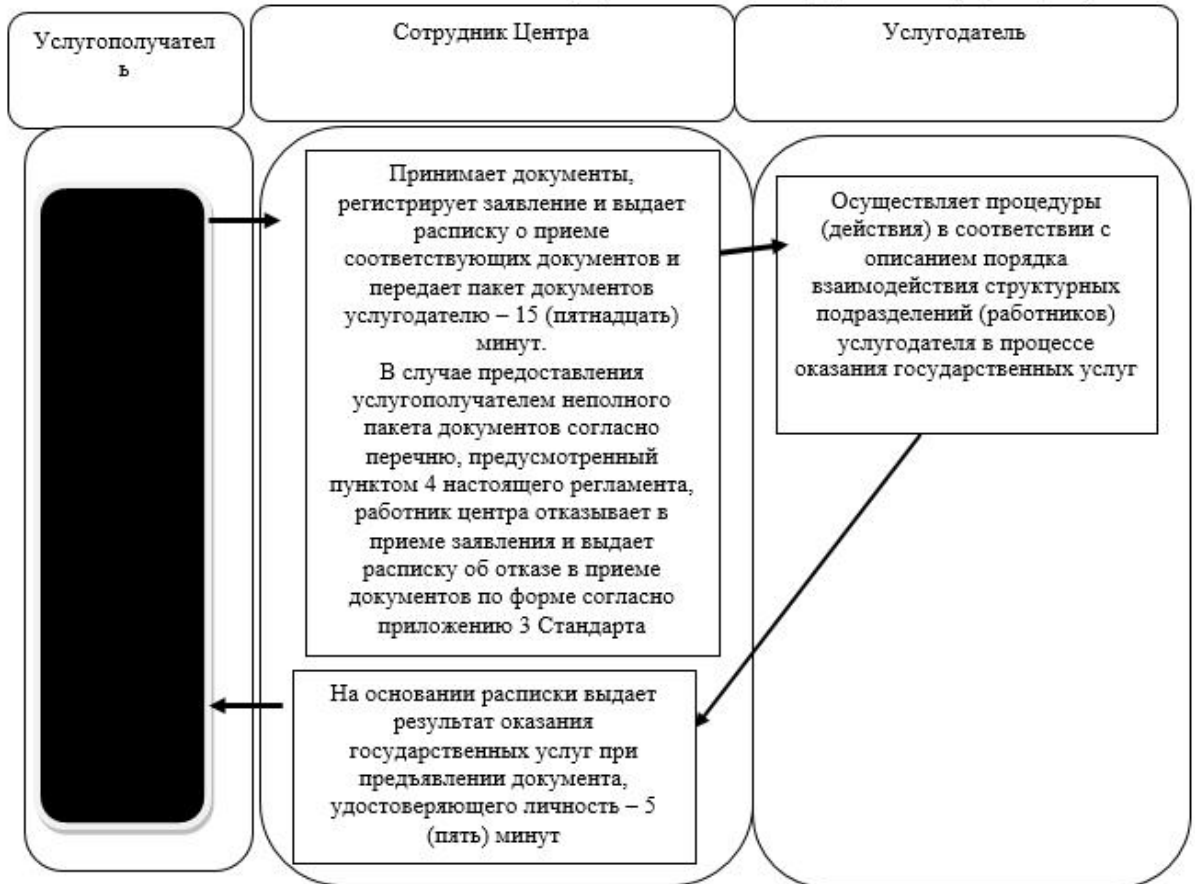 Услугополучател
ь
Сотрудник Центра
Услугодатель
Принимает документы,
регистрирует заявление и выдает
расписку о приеме
соответствующих документов и
передает пакет документов
услугодателю – 15 (пятнадцать)
минут.
В случае предоставления
услугополучателем неполного
пакета документов согласно
перечню, предусмотренный
пунктом 4 настоящего регламента,
работник центра отказывает в
приеме заявления и выдает
расписку об отказе в приеме
документов по форме согласно
приложению 3 Стандарта
Осуществляет процедуры
(действия) в соответствии с
описанием порядка
взаимодействия структурных
подразделений (работников)
услугодателя в процессе
оказания государственных услуг
На основании расписки выдает
результат оказания
государственных услуг при
предъявлении документа,
удостоверяющего личность – 5
(пять) минут